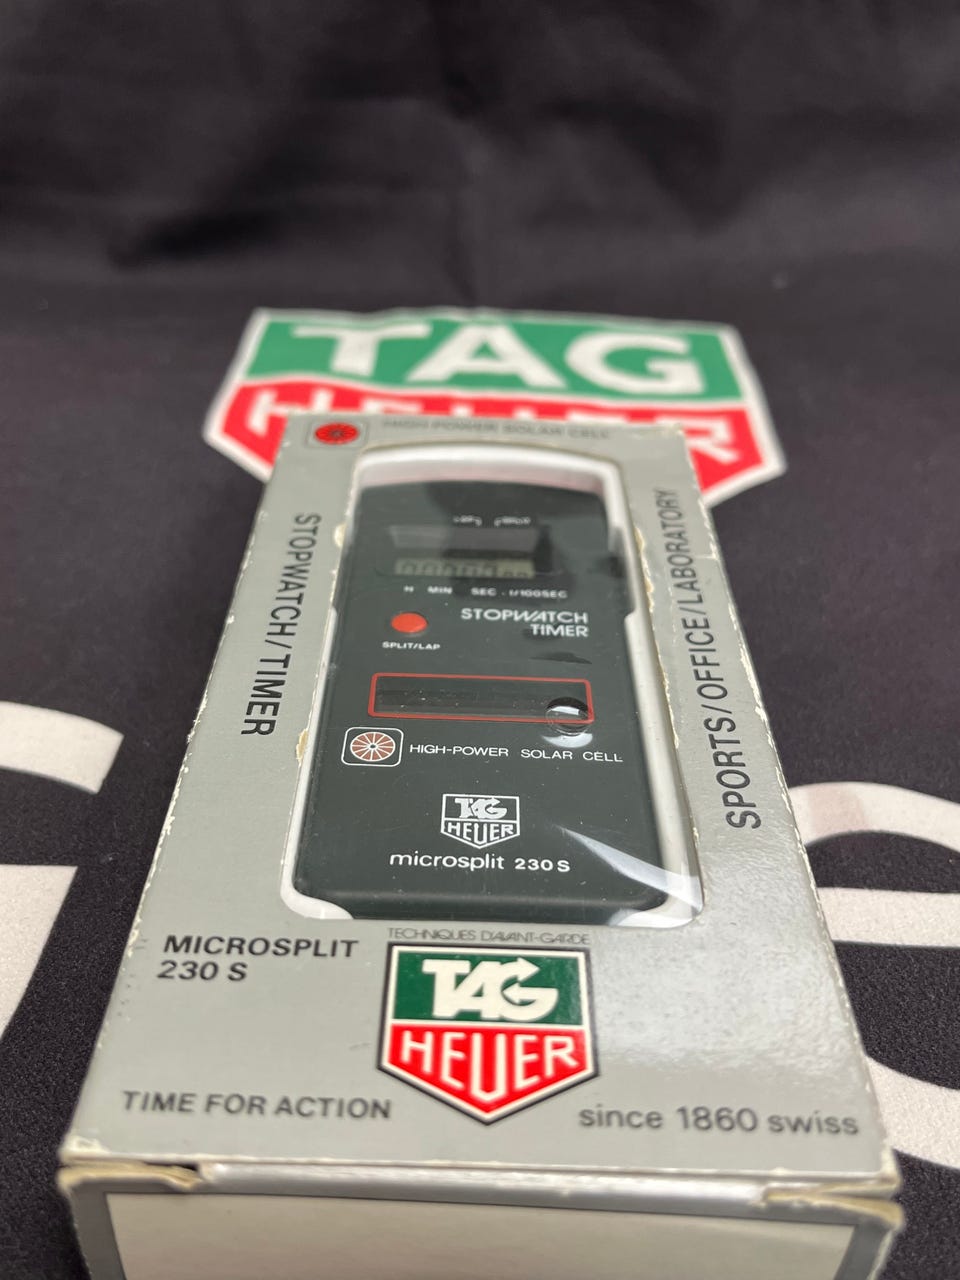 TAG
HEUER
HIGH-POWER SOLAR CELL
STOPWATCH/TIMER
SPORTS/OFFICE/LABORATORY
H MIN SEC · 1/100SEC
STOPWATCH
TIMER
SPLIT/LAP
HIGH-POWER SOLAR CELL
TAG
HEUER
microsplit 230 S
MICROSPLIT
230 S
TECHNIQUES D'AVANT-GARDE
TAG
HEUER
TIME FOR ACTION
since 1860 swiss